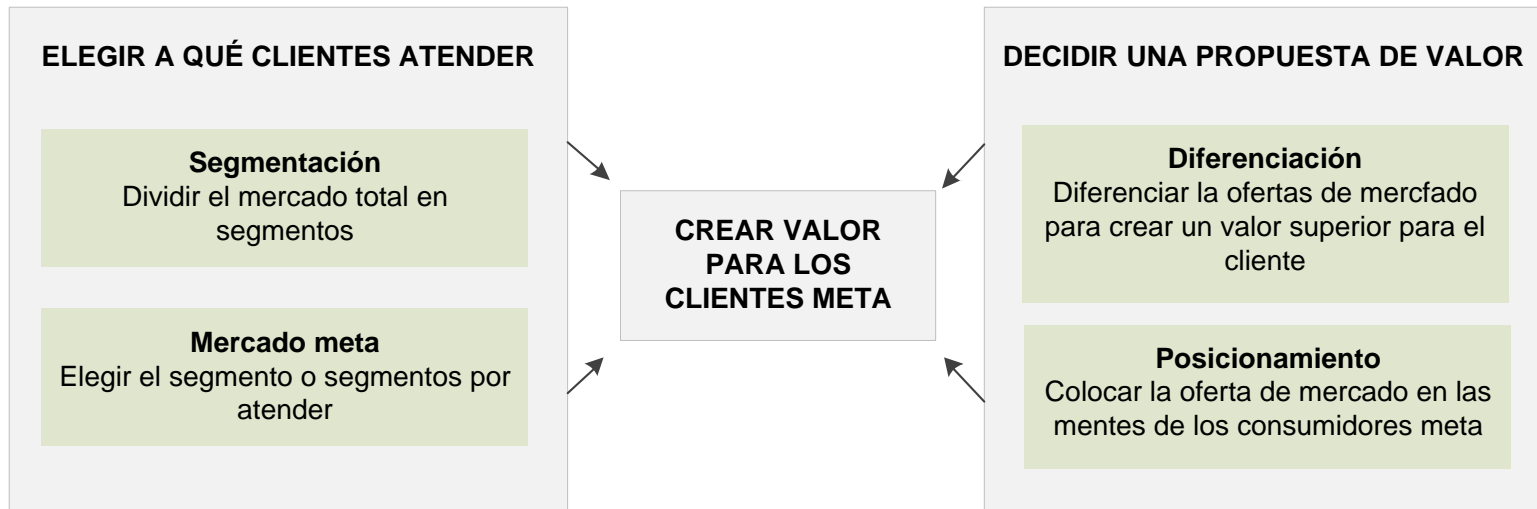 ELEGIR A QUÉ CLIENTES ATENDER
Segmentación
Dividir el mercado total en
segmentos
Mercado meta
Elegir el segmento o segmentos por
atender
CREAR VALOR
PARA LOS
CLIENTES META
DECIDIR UNA PROPUESTA DE VALOR
Diferenciación
Diferenciar la ofertas de mercfado
para crear un valor superior para el
cliente
Posicionamiento
Colocar la oferta de mercado en las
mentes de los consumidores meta